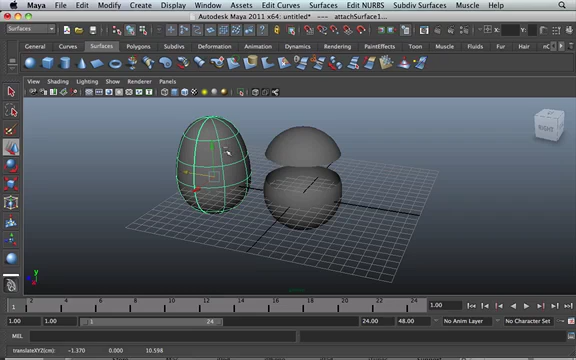 Maya File Edit Modify Create Display Window Assets Edit Curves Surfaces Edit NURBS Subdiv Surfaces Muscle Help
Autodesk Maya 2011 x64: untitled* --- attachSurface1...
Surfaces
General Curves Surfaces Polygons Subdivs Deformation Animation Dynamics Rendering PaintEffects Toon Muscle Fluids Fur Hair
View Shading Lighting Show Renderer Panels
RIGHT
y
1 2 4 6 8 10 12 14 16 18 20 22 24 1.00
1.00 1.00 1 24 24.00 48.00 No Anim Layer No Character Set
MEL
translateXYZ(cm) -1.370 0.000 10.598